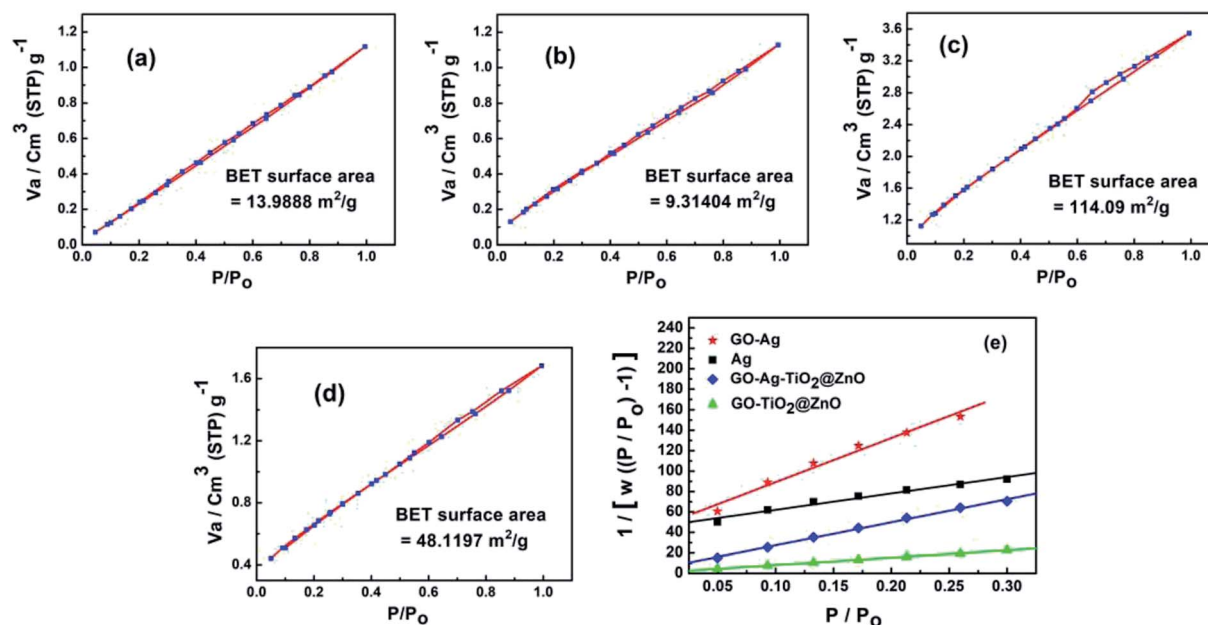 (a)
Va / Cm³ (STP) g⁻¹
1.2
1.0
0.8
0.6
0.4
0.2
0.0
BET surface area
= 13.9888 m²/g
0.0 0.2 0.4 0.6 0.8 1.0
P/Po
(b)
Va / Cm³ (STP) g⁻¹
1.2
1.0
0.8
0.6
0.4
0.2
0.0
BET surface area
= 9.31404 m²/g
0.0 0.2 0.4 0.6 0.8 1.0
P/Po
(c)
Va / Cm³ (STP) g⁻¹
3.6
3.0
2.4
1.8
1.2
BET surface area
= 114.09 m²/g
0.0 0.2 0.4 0.6 0.8 1.0
P/Po
(d)
Va / Cm³ (STP) g⁻¹
1.6
1.2
0.8
0.4
BET surface area
= 48.1197 m²/g
0.0 0.2 0.4 0.6 0.8 1.0
P/Po
(e)
1 / [ w ((P / Po) -1) ]
240
220
200
180
160
140
120
100
80
60
40
20
0
GO-Ag
Ag
GO-Ag-TiO₂@ZnO
GO-TiO₂@ZnO
0.05 0.10 0.15 0.20 0.25 0.30
P / Po